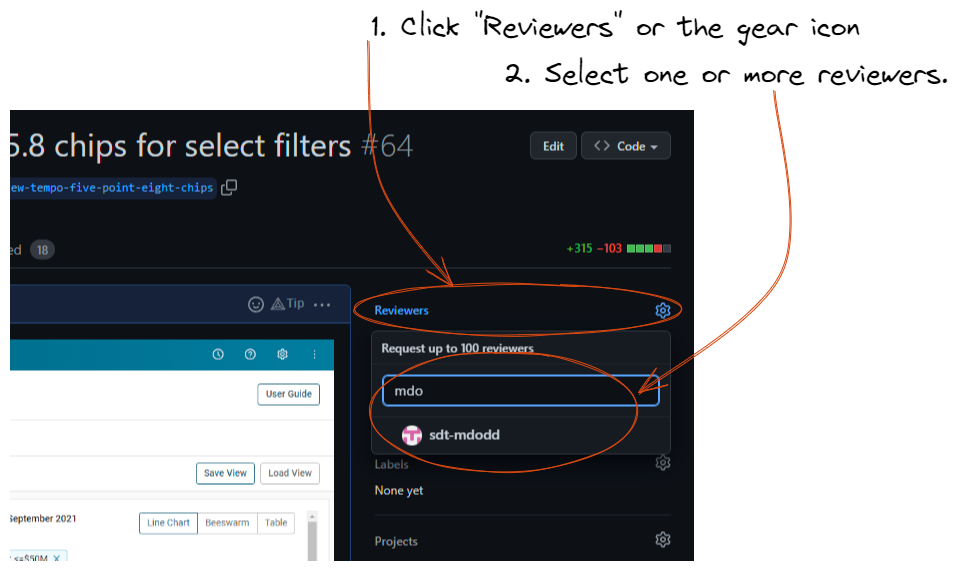 1. Click "Reviewers" or the gear icon
2. Select one or more reviewers.
5.8 chips for select filters #64
Edit
<> Code
ew-tempo-five-point-eight-chips
ed 18
+315 −103
Tip
Reviewers
Request up to 100 reviewers
mdo
User Guide
sdt-mdodd
Labels
Save View
Load View
None yet
September 2021
Line Chart
Beeswarm
Table
Projects
<=$50M X